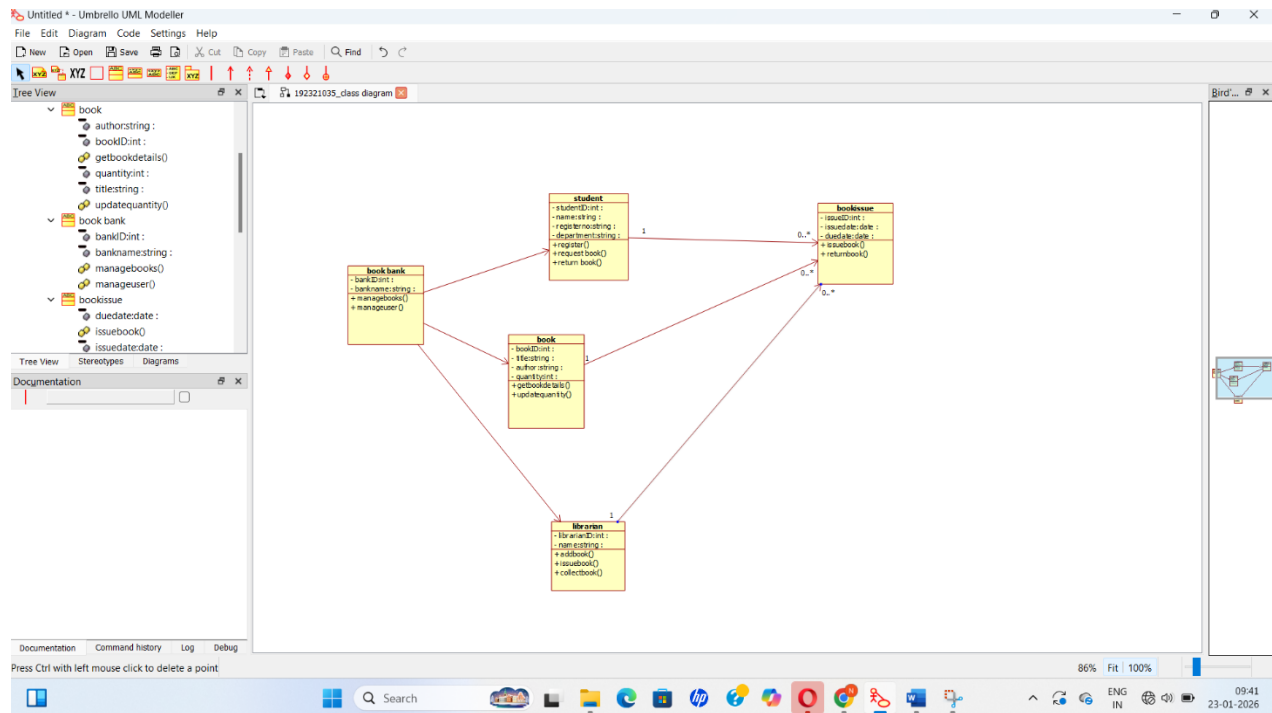 Untitled * - Umbrello UML Modeller
File Edit Diagram Code Settings Help
New Open Save Cut Copy Paste Find
XYZ XYZ
Tree View
192321035_class diagram
Bird'...
book
author:string :
bookID:int :
getbookdetails()
quantity:int :
title:string :
updatequantity()
book bank
bankID:int :
bankname:string :
managebooks()
manageuser()
bookissue
duedate:date :
issuebook()
issuedate:date :
Tree View Stereotypes Diagrams
Documentation
Documentation Command history Log Debug
student
- studentID:int :
- name:string :
- registerno:string :
- department:string :
+ register()
+ request book()
+ return book()
bookissue
- issueID:int :
- issuedate:date :
- duedate:date :
+ issuebook()
+ returnbook()
1
0..*
0..*
0..*
book bank
- bankID:int :
- bankname:string :
+ managebooks()
+ manageuser()
book
- bookID:int :
- title:string :
- author:string :
- quantity:int :
+ getbookdetails()
+ updatequantity()
1
1
librarian
- librarianID:int :
- name:string :
+ addbook()
+ issuebook()
+ collectbook()
Press Ctrl with left mouse click to delete a point
86% Fit 100%
Search
hp
ENG
IN
09:41
23-01-2026